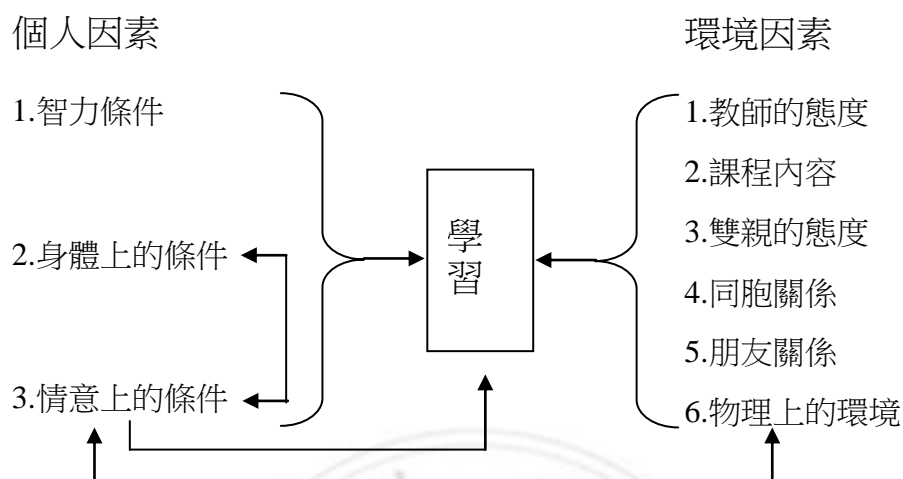 個人因素
1.智力條件
2.身體上的條件
3.情意上的條件
學
習
環境因素
1.教師的態度
2.課程內容
3.雙親的態度
4.同胞關係
5.朋友關係
6.物理上的環境